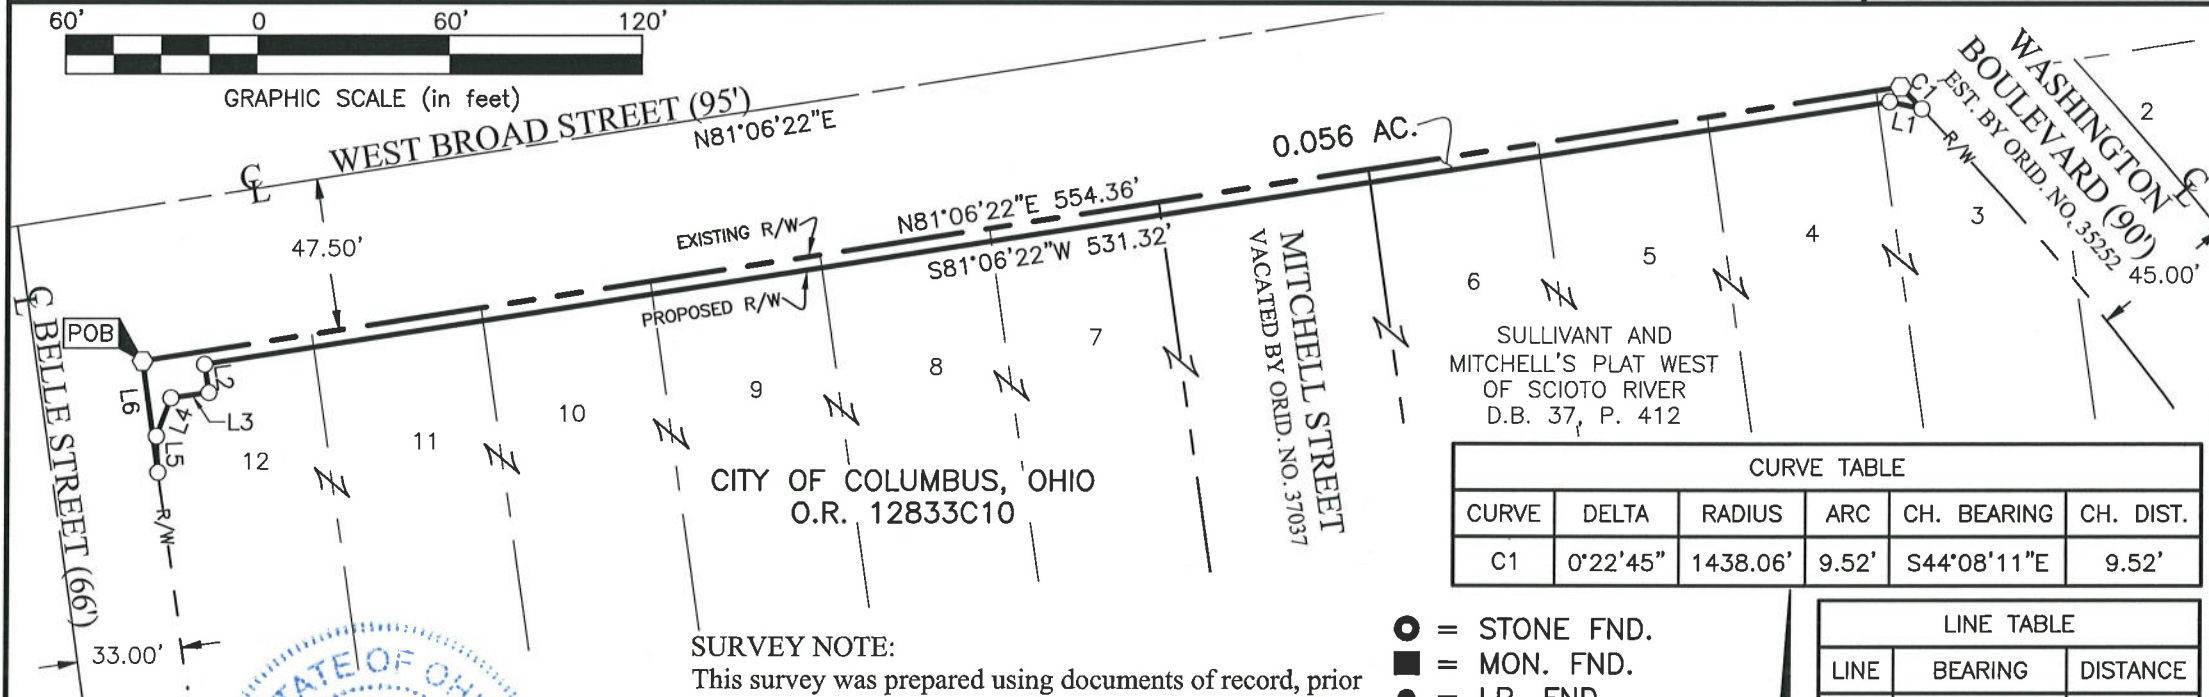 60' 0 60' 120'
GRAPHIC SCALE (in feet)
WEST BROAD STREET (95')
N81°06'22"E
0.056 AC.
C1
L1
R/W
WASHINGTON
BOULEVARD (90')
EST. BY ORID. NO. 35252
2
3
4
5
6
45.00'
47.50'
EXISTING R/W
N81°06'22"E 554.36'
S81°06'22"W 531.32'
PROPOSED R/W
POB
BELLE STREET (66')
L6
L2
L3
L4
L5
R/W
33.00'
12
11
10
9
8
7
MITCHELL STREET
VACATED BY ORID. NO. 37037
SULLIVANT AND
MITCHELL'S PLAT WEST
OF SCIOTO RIVER
D.B. 37, P. 412
CITY OF COLUMBUS, OHIO
O.R. 12833C10
CURVE TABLE
CURVE DELTA RADIUS ARC CH. BEARING CH. DIST.
C1 0°22'45" 1438.06' 9.52' S44°08'11"E 9.52'
LINE TABLE
LINE BEARING DISTANCE
= STONE FND.
= MON. FND.
SURVEY NOTE:
This survey was prepared using documents of record, prior
STATE OF OH